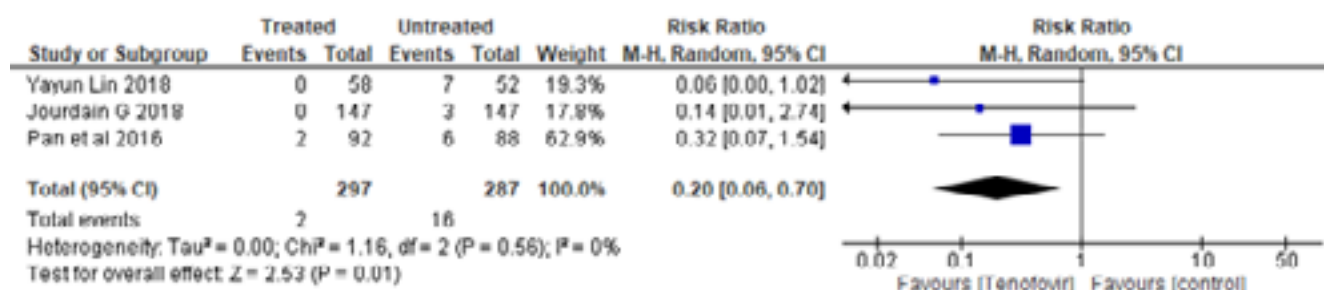 Treated Untreated Risk Ratio Risk Ratio
Study or Subgroup Events Total Events Total Weight M-H, Random, 95% CI M-H, Random, 95% CI
Yayun Lin 2018 0 58 7 52 19.3% 0.06 [0.00, 1.02]
Jourdain G 2018 0 147 3 147 17.8% 0.14 [0.01, 2.74]
Pan et al 2016 2 92 6 88 62.9% 0.32 [0.07, 1.54]
Total (95% CI) 297 287 100.0% 0.20 [0.06, 0.70]
Total events 2 16
Heterogeneity: Tau² = 0.00; Chi² = 1.16, df = 2 (P = 0.56); I² = 0%
Test for overall effect: Z = 2.53 (P = 0.01)
0.02 0.1 1 10 50
Favours [Tenofovir] Favours [control]